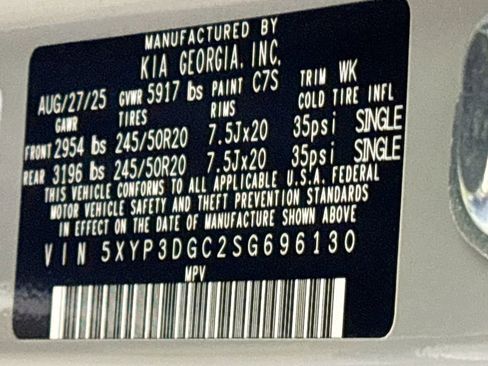 MANUFACTURED BY
KIA GEORGIA, INC.
AUG/27/25 GVWR 5917 lbs PAINT C7S TRIM WK
GAWR TIRES RIMS COLD TIRE INFL
FRONT 2954 lbs 245/50R20 7.5Jx20 35psi SINGLE
REAR 3196 lbs 245/50R20 7.5Jx20 35psi SINGLE
THIS VEHICLE CONFORMS TO ALL APPLICABLE U.S.A. FEDERAL
MOTOR VEHICLE SAFETY AND THEFT PREVENTION STANDARDS
IN EFFECT ON THE DATE OF MANUFACTURE SHOWN ABOVE
VIN 5XYP3DGC2SG696130
MPV